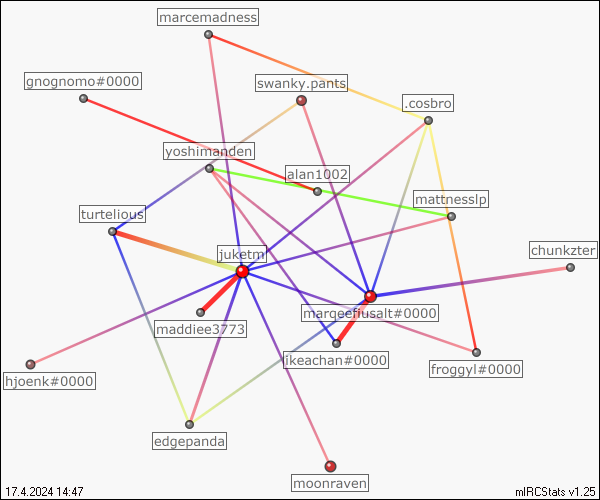 marcemadness
gnognomo#0000
swanky.pants
.cosbro
yoshimanden
alan1002
mattnesslp
turtelious
juketm
chunkzter
marqeefiusalt#0000
maddiee3773
ikeachan#0000
froggyl#0000
hjoenk#0000
edgepanda
moonraven
17.4.2024 14:47
mIRCStats v1.25